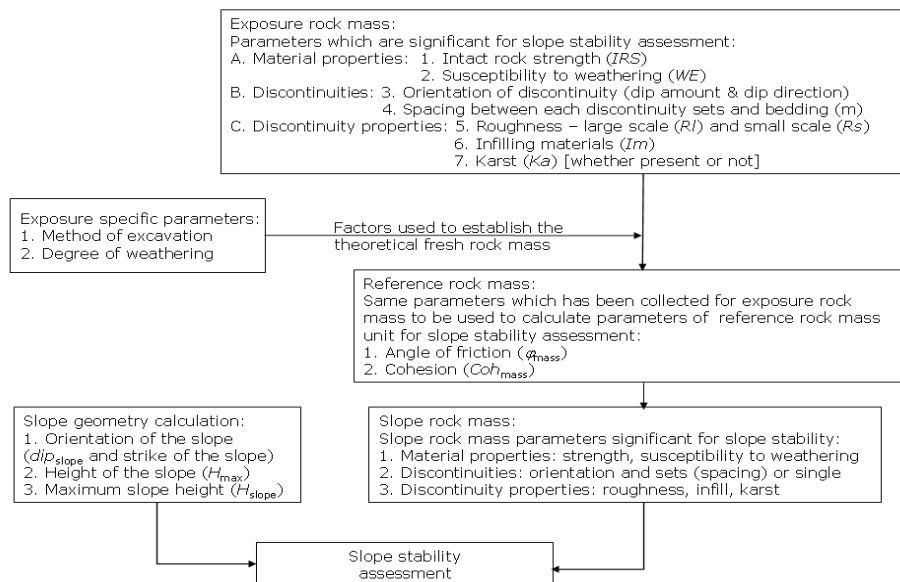 Exposure rock mass:
Parameters which are significant for slope stability assessment:
A. Material properties: 1. Intact rock strength (IRS)
2. Susceptibility to weathering (WE)
B. Discontinuities: 3. Orientation of discontinuity (dip amount & dip direction)
4. Spacing between each discontinuity sets and bedding (m)
C. Discontinuity properties: 5. Roughness – large scale (Rl) and small scale (Rs)
6. Infilling materials (Im)
7. Karst (Ka) [whether present or not]
Exposure specific parameters:
1. Method of excavation
2. Degree of weathering
Factors used to establish the
theoretical fresh rock mass
Reference rock mass:
Same parameters which has been collected for exposure rock
mass to be used to calculate parameters of reference rock mass
unit for slope stability assessment:
1. Angle of friction (φmass)
2. Cohesion (Cohmass)
Slope geometry calculation:
1. Orientation of the slope
(dipslope and strike of the slope)
2. Height of the slope (Hmax)
3. Maximum slope height (Hslope)
Slope rock mass:
Slope rock mass parameters significant for slope stability:
1. Material properties: strength, susceptibility to weathering
2. Discontinuities: orientation and sets (spacing) or single
3. Discontinuity properties: roughness, infill, karst
Slope stability
assessment